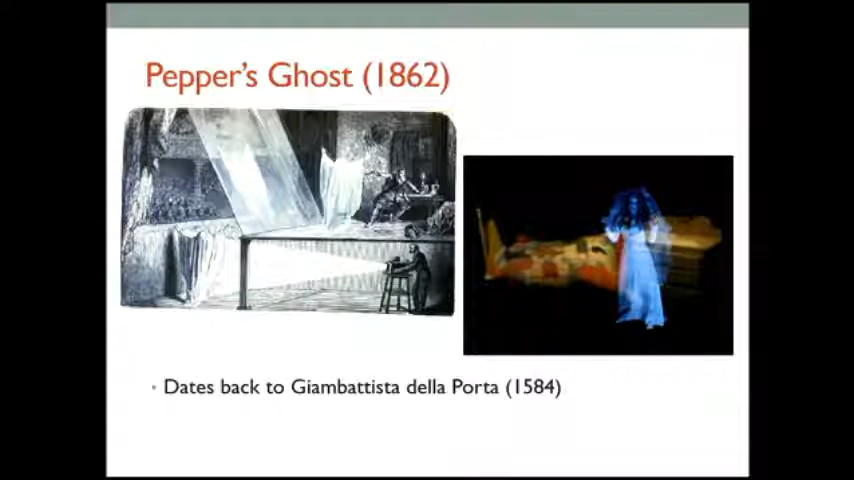 Pepper's Ghost (1862)
• Dates back to Giambattista della Porta (1584)